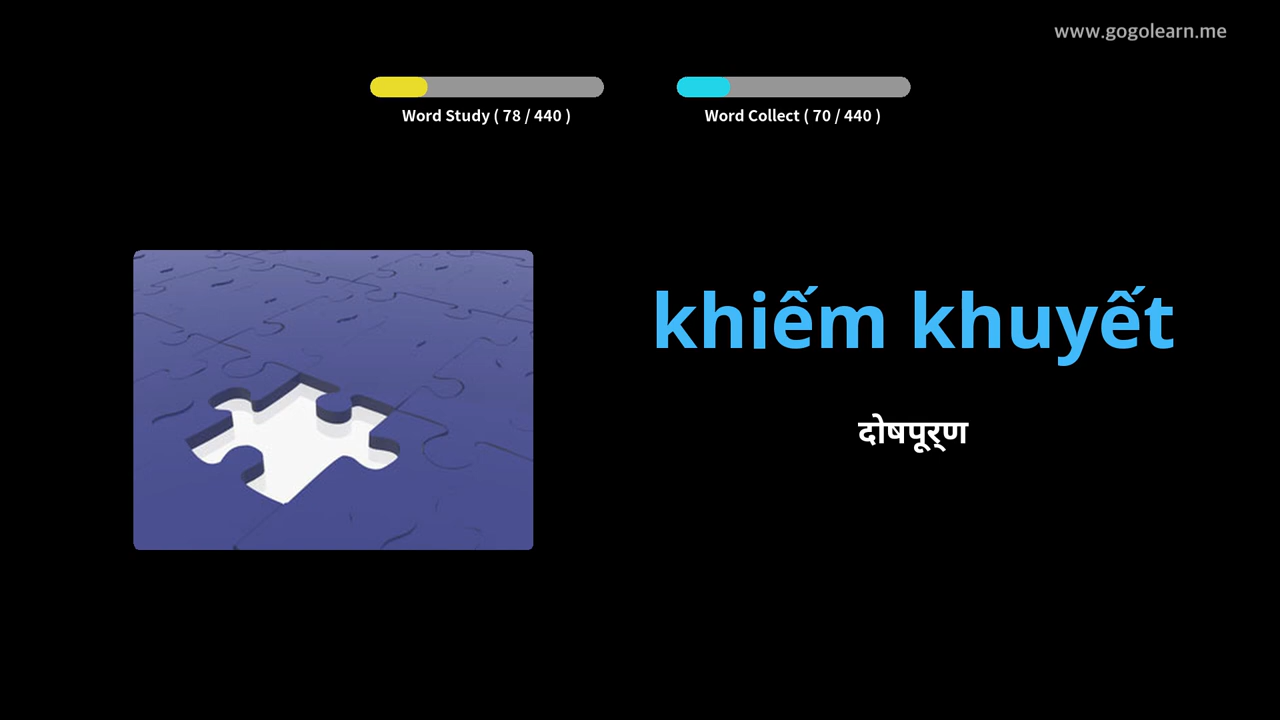 www.gogolearn.me
Word Study ( 78 / 440 )
Word Collect ( 70 / 440 )
khiếm khuyết
दोषपूर्ण